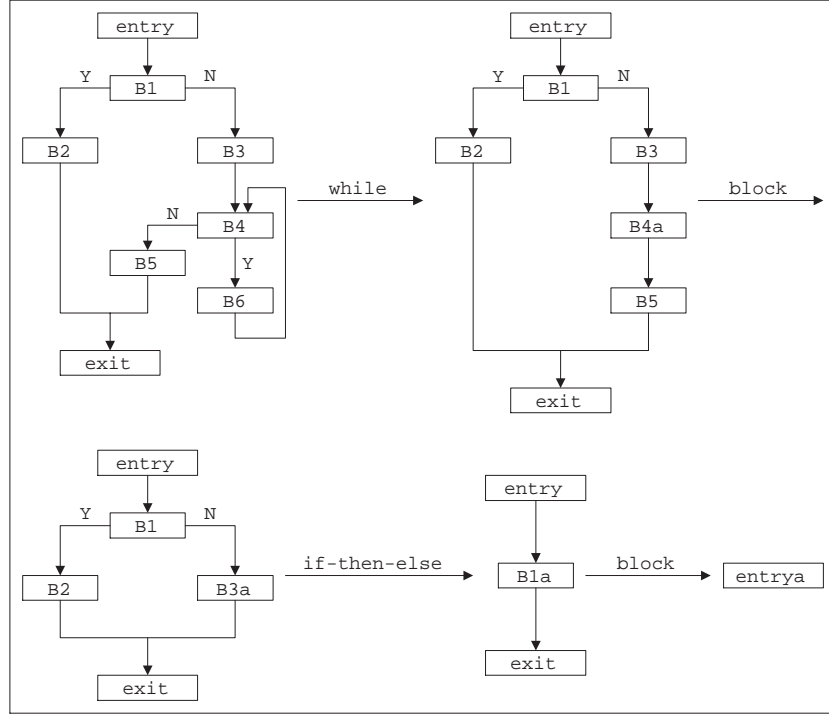 entry
Y
N
B1
B2
B3
N
B4
B5
Y
B6
exit
while
entry
Y
N
B1
B2
B3
B4a
B5
exit
block
entry
Y
N
B1
B2
B3a
exit
if-then-else
entry
B1a
exit
block
entrya